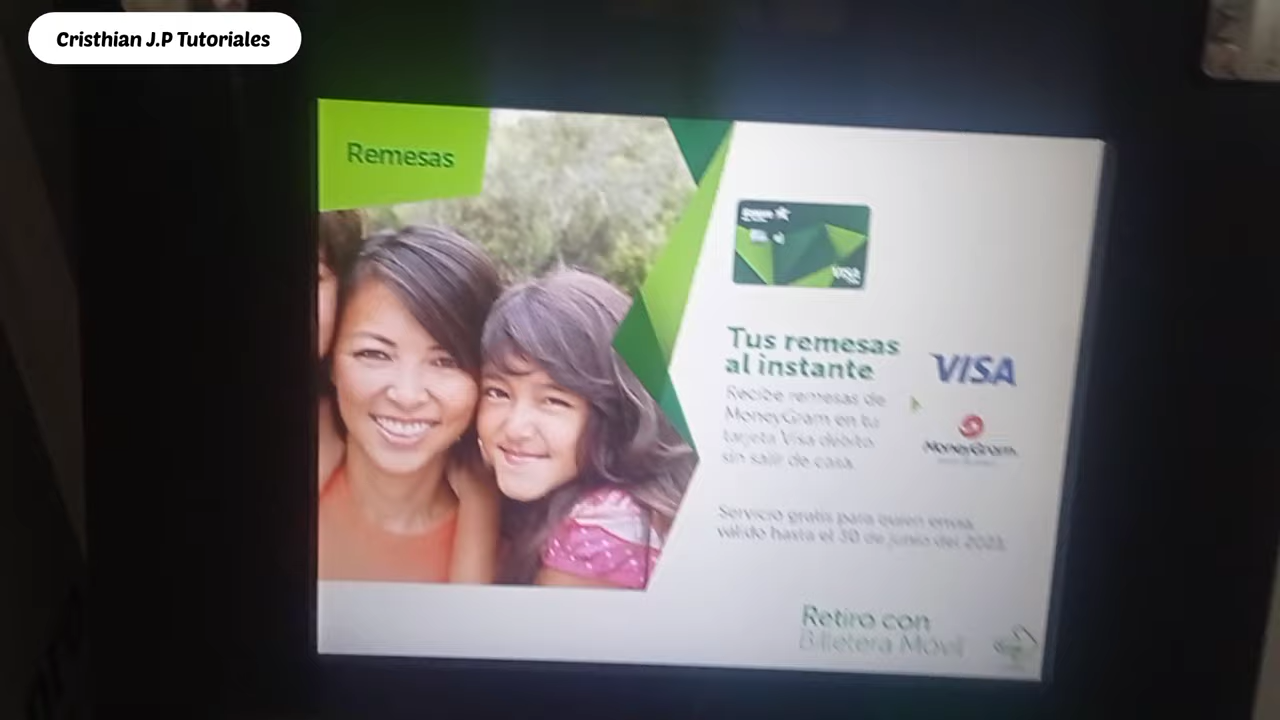 Cristhian J.P Tutoriales
Remesas
VISA
Tus remesas
al instante
Recibe remesas de
MoneyGram en tu
tarjeta Visa débito
sin salir de casa.
VISA
MoneyGram
Servicio gratis para quien envía,
válido hasta el 30 de junio del
Retiro con
Billetera Móvil